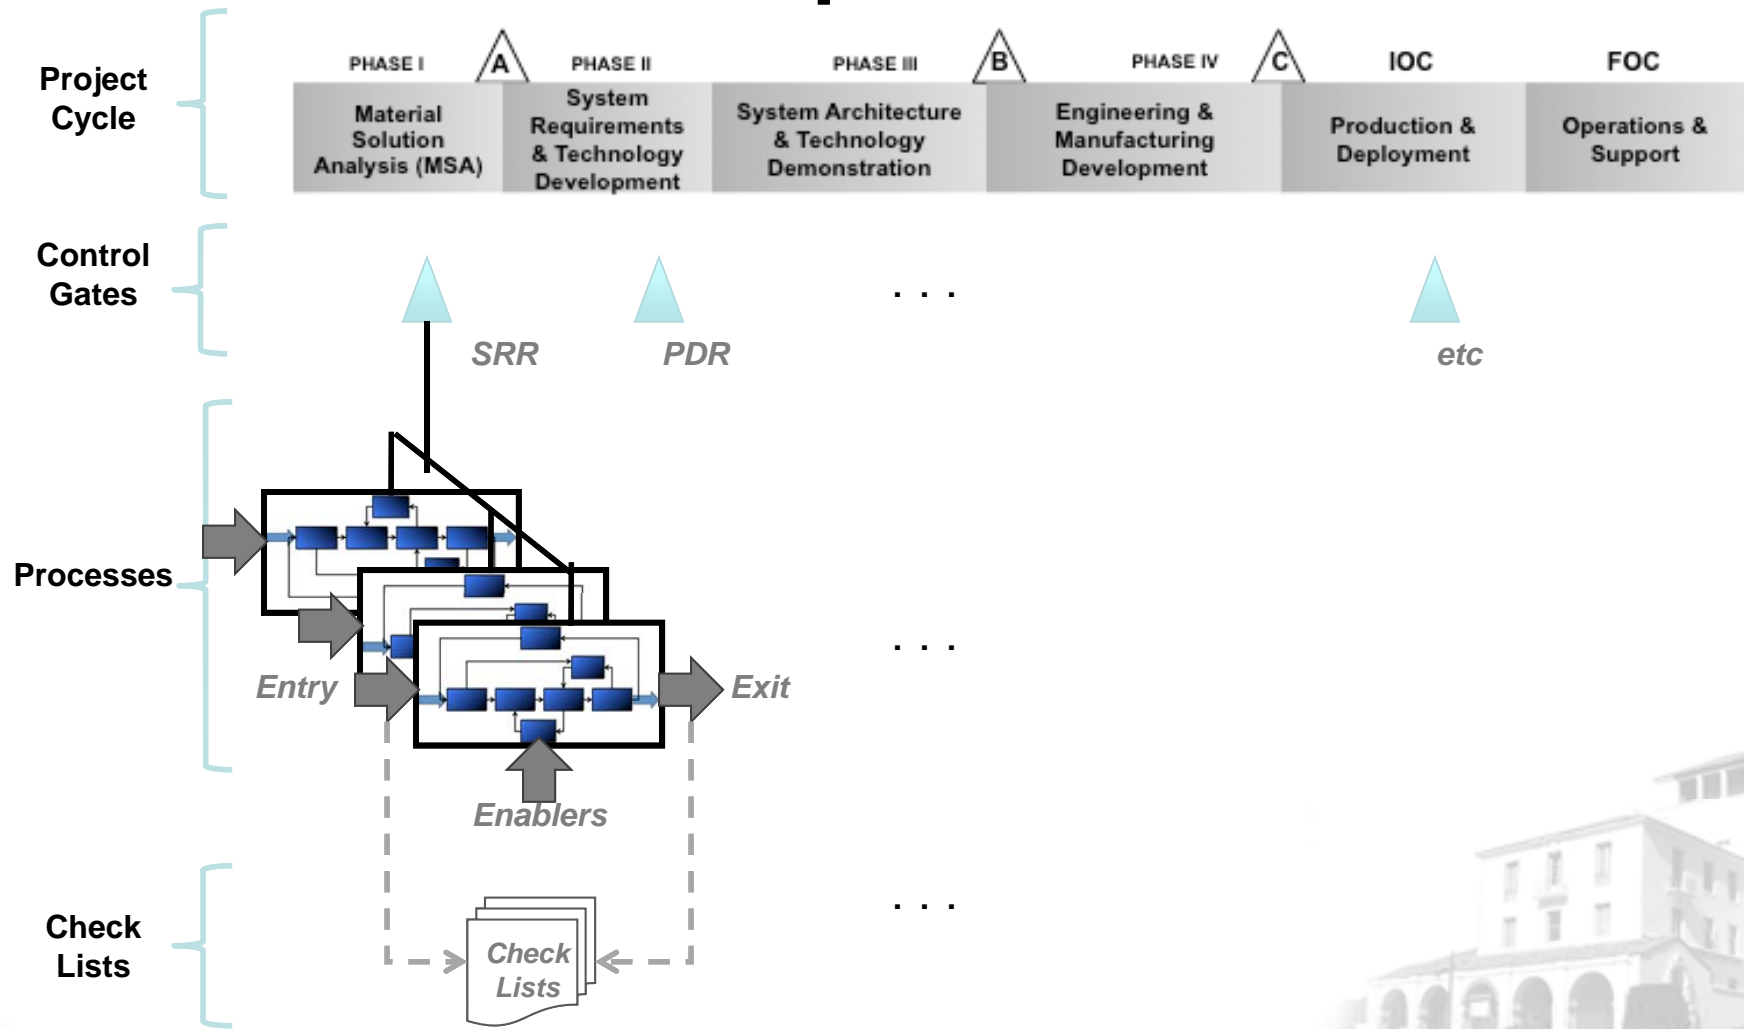 Project
Cycle
PHASE I
A
PHASE II
PHASE III
B
PHASE IV
C
IOC
FOC
Material
Solution
Analysis (MSA)
System
Requirements
& Technology
Development
System Architecture
& Technology
Demonstration
Engineering &
Manufacturing
Development
Production &
Deployment
Operations &
Support
Control
Gates
. . .
SRR
PDR
etc
Processes
. . .
Entry
Exit
Enablers
Check
Lists
. . .
Check
Lists